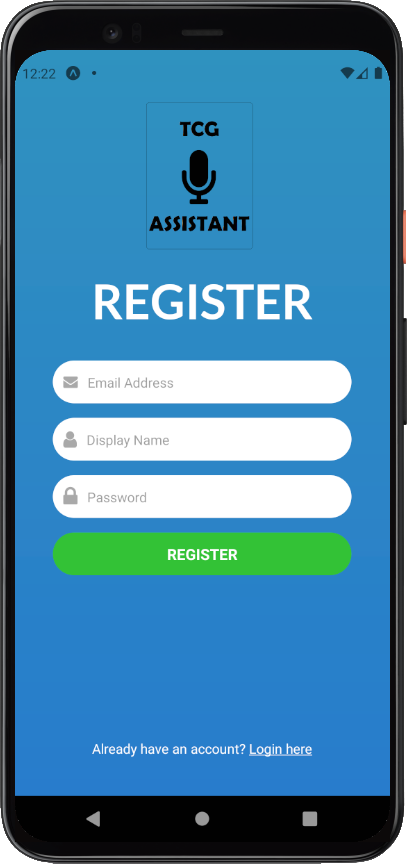 12:22
TCG
ASSISTANT
REGISTER
Email Address
Display Name
Password
REGISTER
Already have an account? Login here